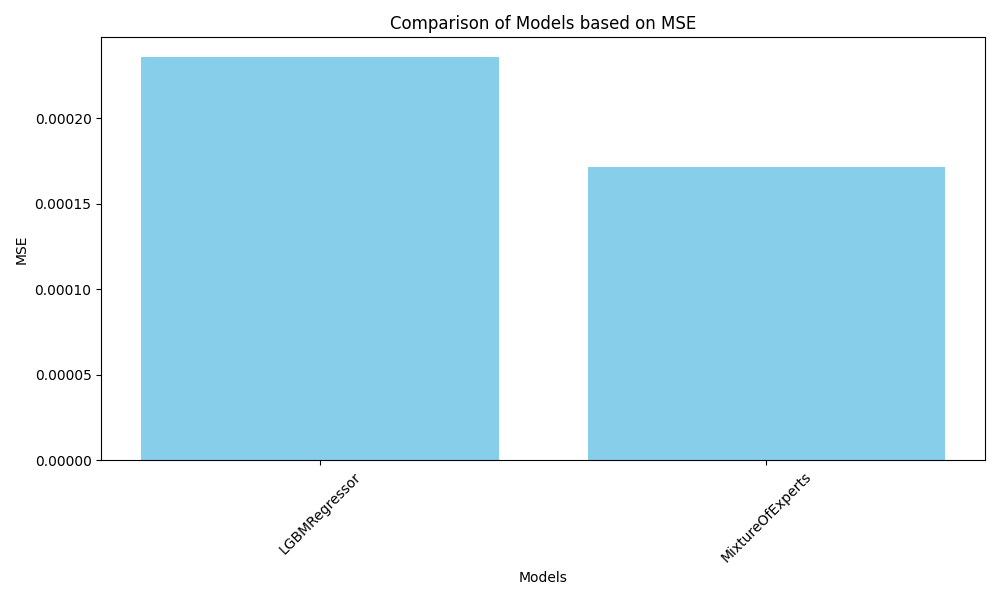 Comparison of Models based on MSE
MSE
0.00020
0.00015
0.00010
0.00005
0.00000
LGBMRegressor
MixtureOfExperts
Models